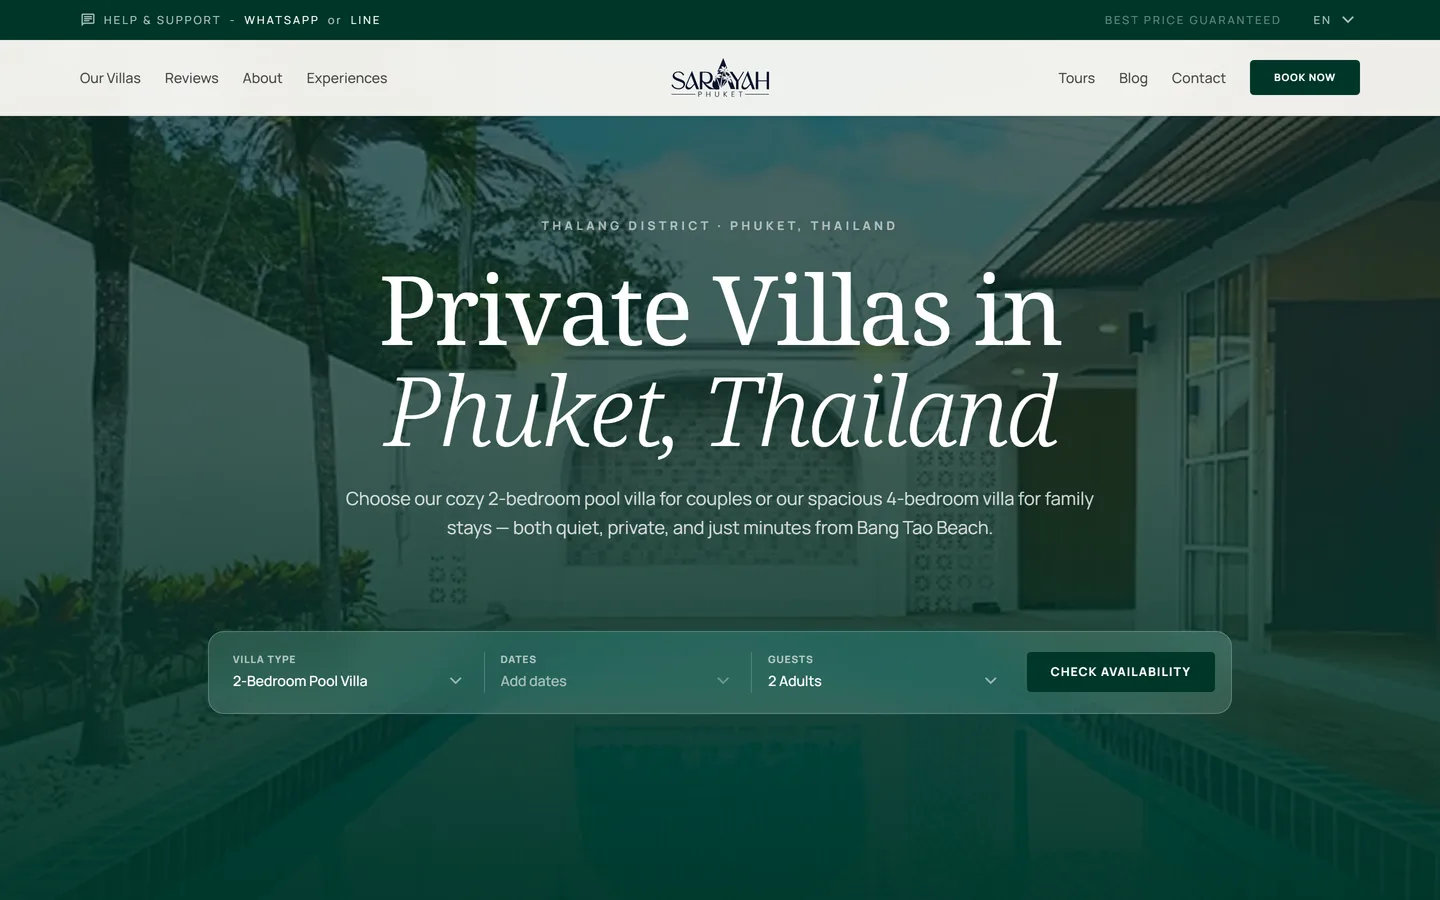 HELP & SUPPORT - WHATSAPP or LINE
BEST PRICE GUARANTEED
EN
Our Villas
Reviews
About
Experiences
SARAYAH
PHUKET
Tours
Blog
Contact
BOOK NOW
THALANG DISTRICT · PHUKET, THAILAND
Private Villas in
Phuket, Thailand
Choose our cozy 2-bedroom pool villa for couples or our spacious 4-bedroom villa for family
stays — both quiet, private, and just minutes from Bang Tao Beach.
VILLA TYPE
2-Bedroom Pool Villa
DATES
Add dates
GUESTS
2 Adults
CHECK AVAILABILITY